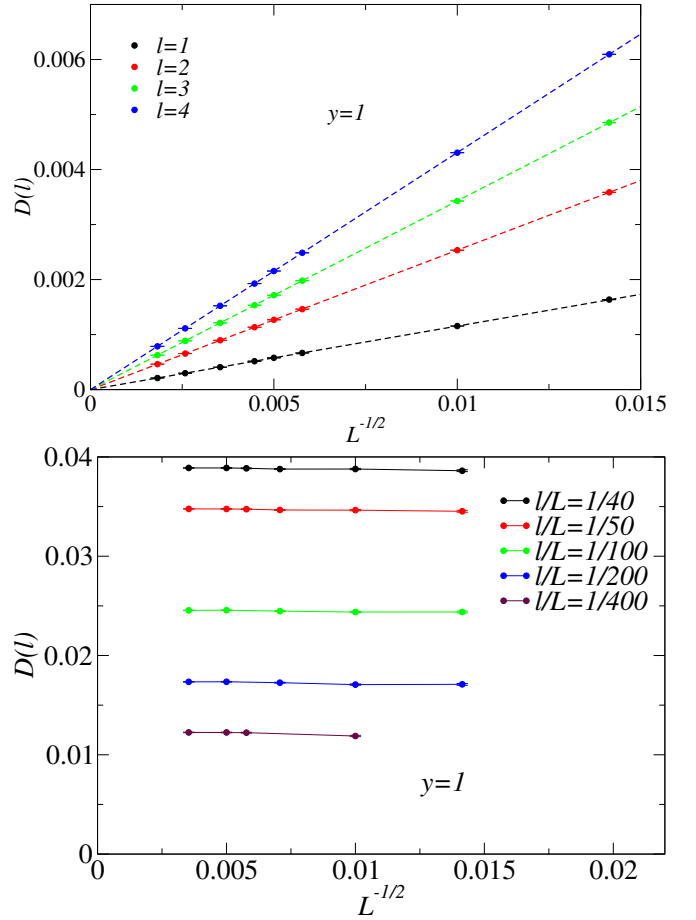 0.006
0.004
0.002
0
D(l)
l=1
l=2
l=3
l=4
y=1
0
0.005
0.01
0.015
L^{-1/2}
0.04
0.03
0.02
0.01
0
D(l)
l/L=1/40
l/L=1/50
l/L=1/100
l/L=1/200
l/L=1/400
y=1
0
0.005
0.01
0.015
0.02
L^{-1/2}